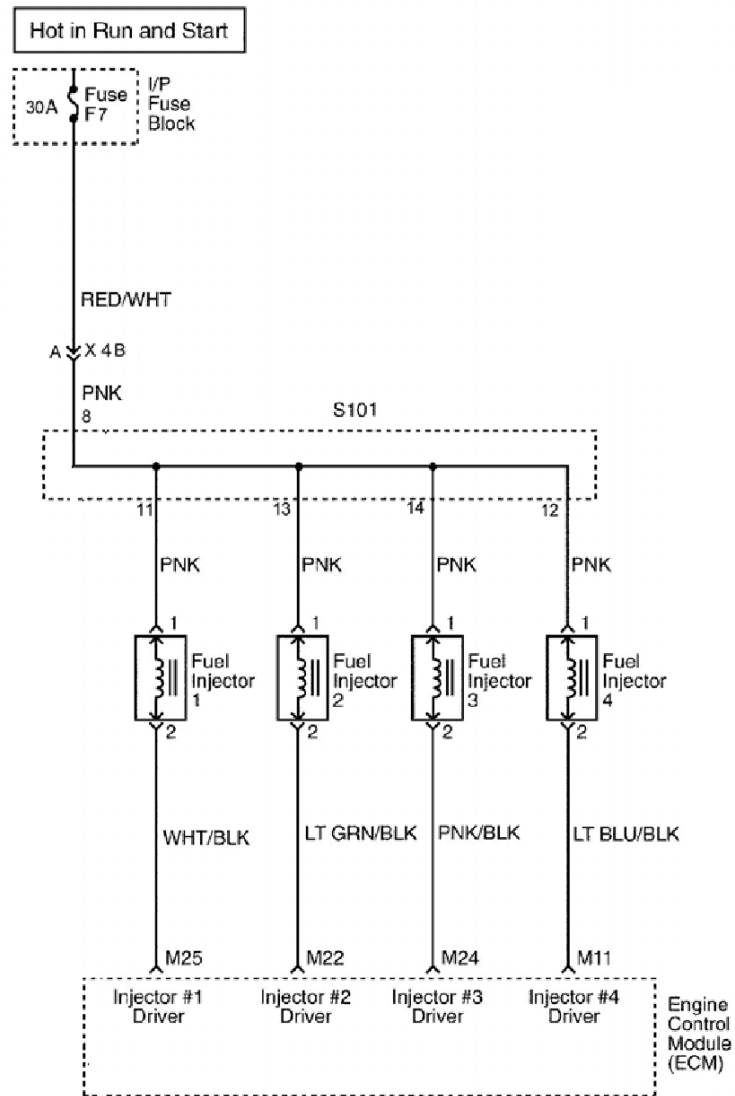 Hot in Run and Start
30A
Fuse
F7
I/P
Fuse
Block
RED/WHT
A
X 4B
PNK
8
S101
11
13
14
12
PNK
PNK
PNK
PNK
1
1
1
1
Fuel
Injector
1
Fuel
Injector
2
Fuel
Injector
3
Fuel
Injector
4
2
2
2
2
WHT/BLK
LT GRN/BLK
PNK/BLK
LT BLU/BLK
M25
M22
M24
M11
Injector #1
Driver
Injector #2
Driver
Injector #3
Driver
Injector #4
Driver
Engine
Control
Module
(ECM)